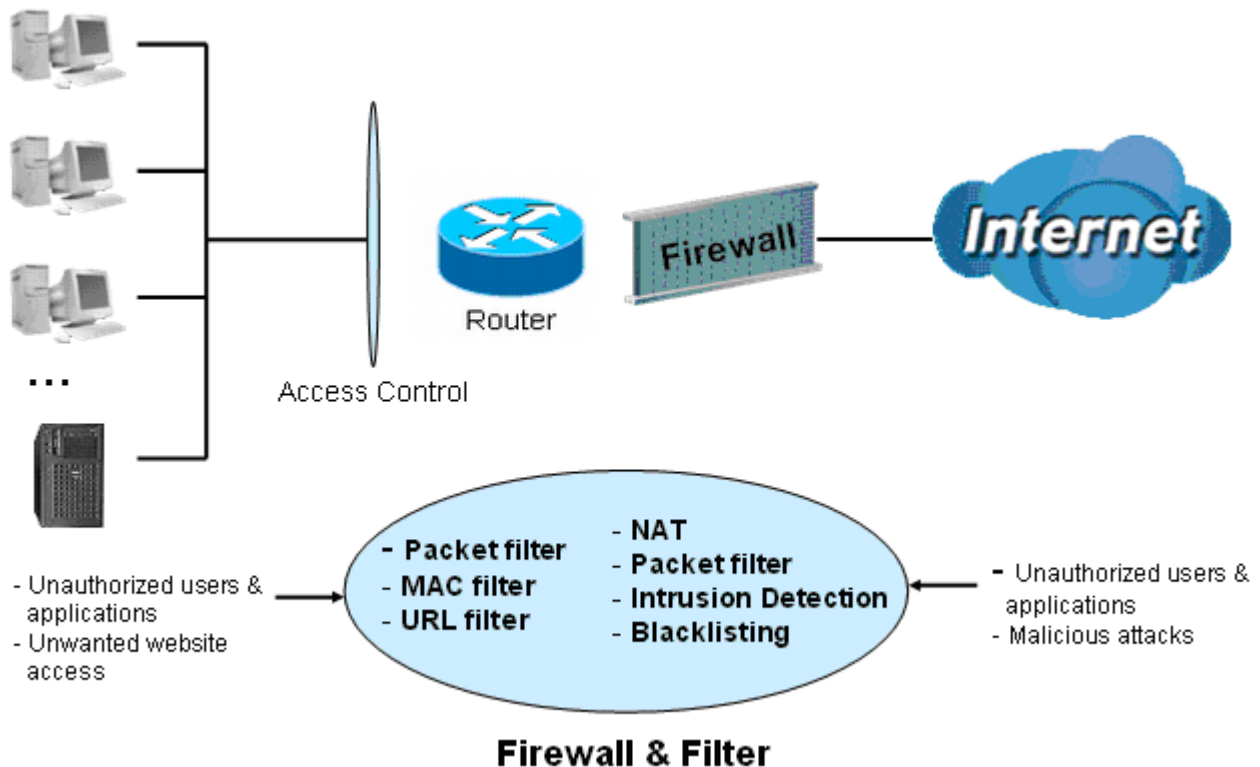 Firewall
Internet
Router
...
Access Control
- Unauthorized users &
applications
- Unwanted website
access
- Packet filter
- MAC filter
- URL filter
- NAT
- Packet filter
- Intrusion Detection
- Blacklisting
- Unauthorized users &
applications
- Malicious attacks
Firewall & Filter